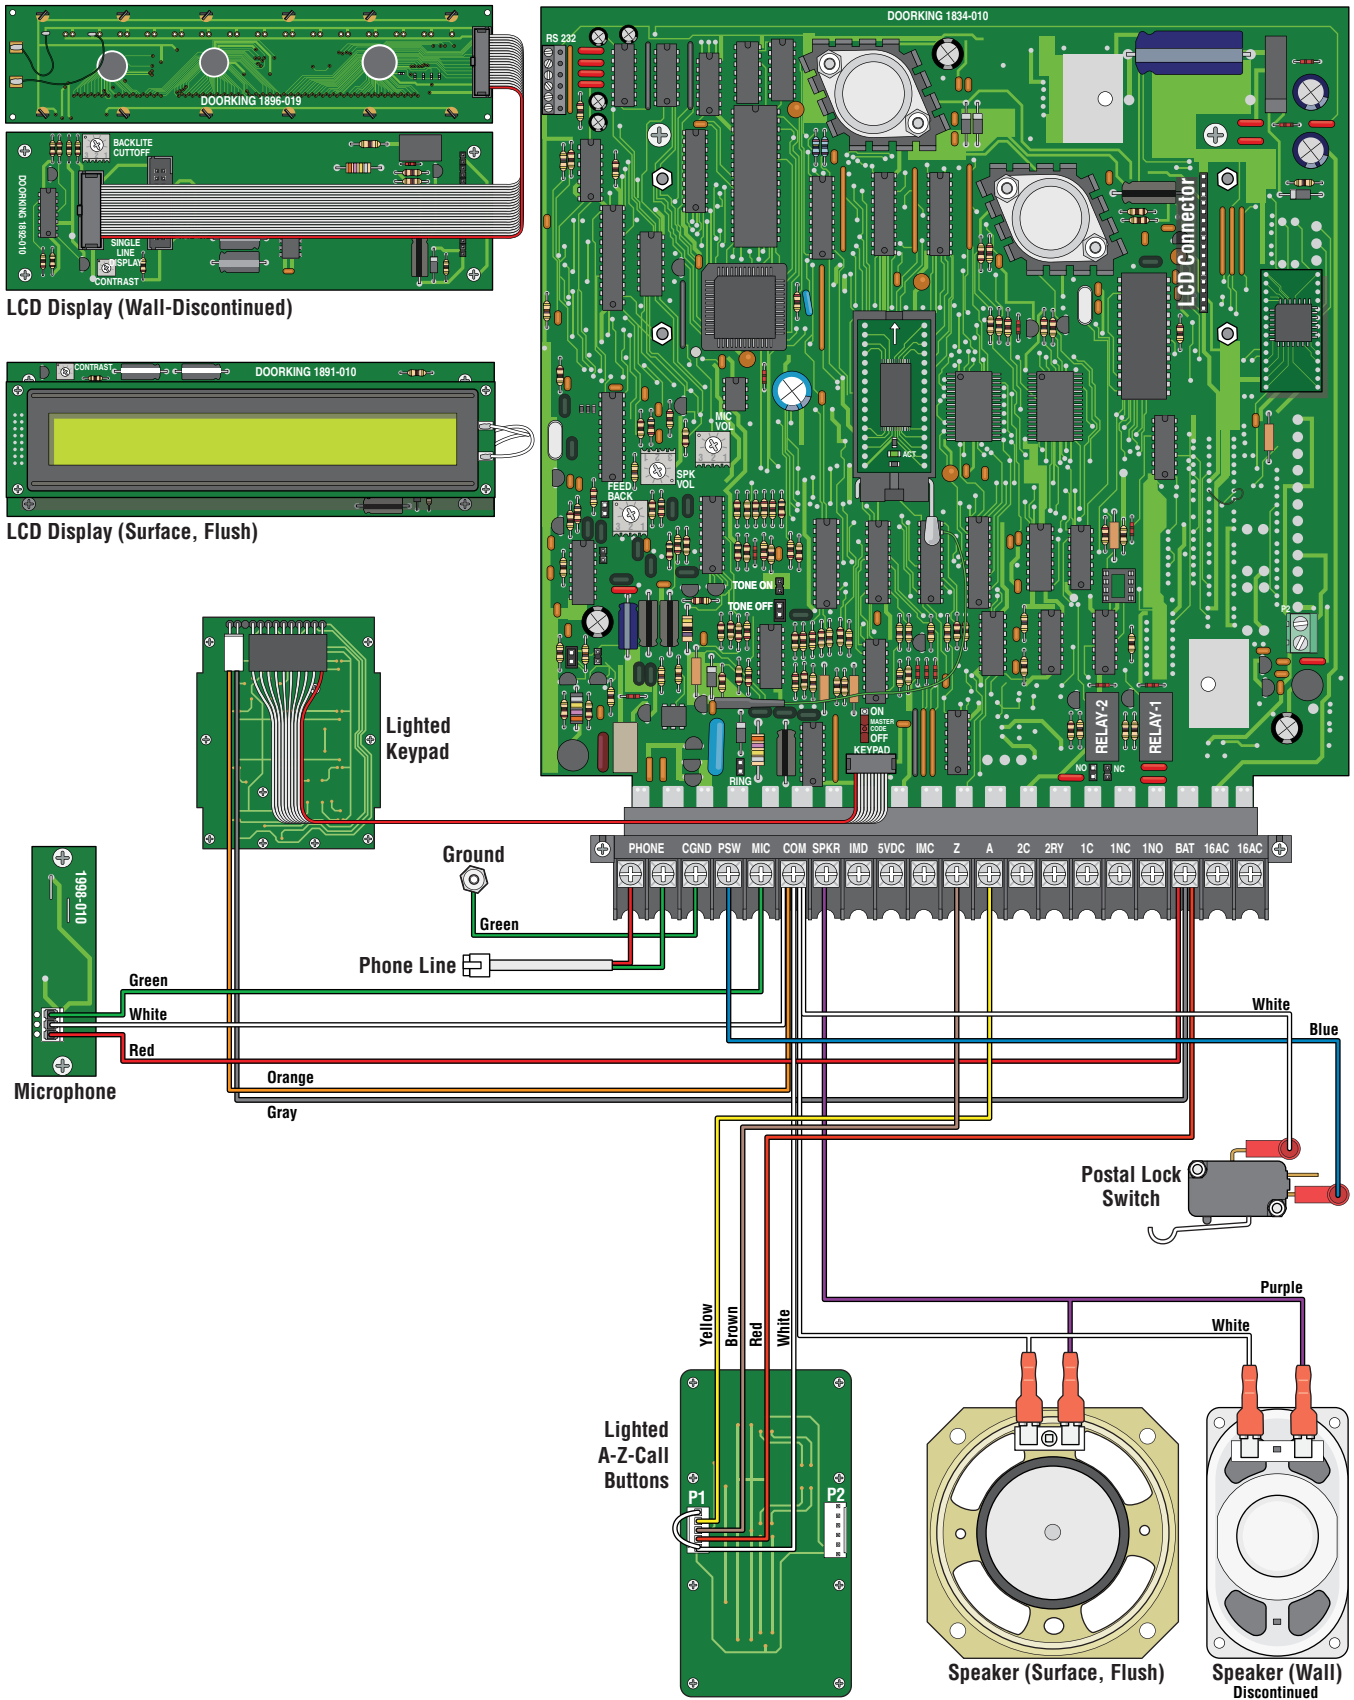 DOORKING 1896-019
BACKLITE
CUTTOFF
DOORKING 1892-010
SINGLE
LINE
DISPLAY
CONTRAST
LCD Display (Wall-Discontinued)
CONTRAST
DOORKING 1891-010
LCD Display (Surface, Flush)
DOORKING 1834-010
RS 232
LCD Connector
MIC
VOL
SPK
VOL
FEED
BACK
ACT
TONE ON
TONE OFF
P2
ON
MASTER
CODE
OFF
KEYPAD
RING
RELAY-2
RELAY-1
NO
NC
Lighted
Keypad
PHONE CGND PSW MIC COM SPKR IMD 5VDC IMC Z A 2C 2RY 1C 1NC 1NO BAT 16AC 16AC
Ground
Green
Phone Line
1998-010
Green
White
Red
Microphone
Orange
Gray
White
Blue
Postal Lock
Switch
Yellow
Brown
Red
White
Purple
White
Lighted
A-Z-Call
Buttons
P1
P2
Speaker (Surface, Flush)
Speaker (Wall)
Discontinued